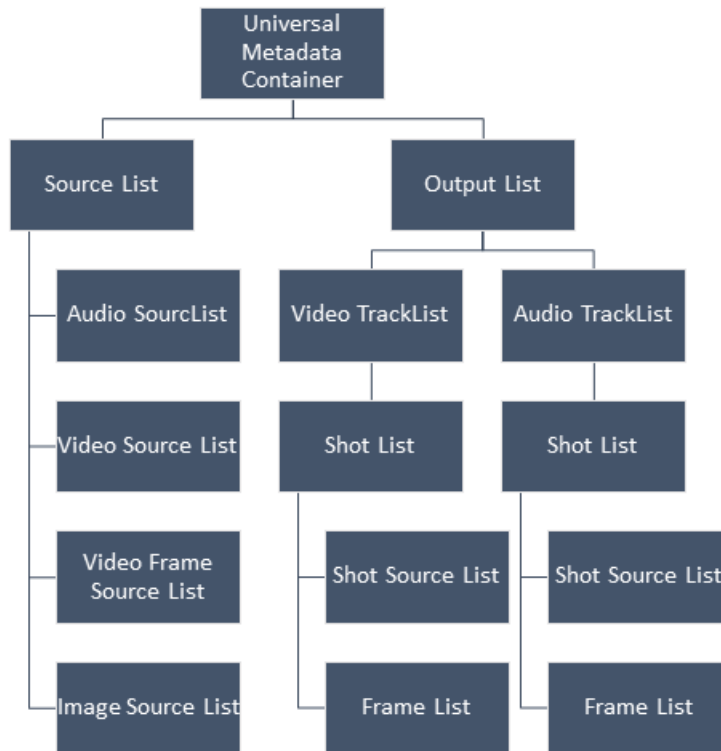 Universal
Metadata
Container
Source List
Output List
Audio SourcList
Video TrackList
Audio TrackList
Video Source List
Shot List
Shot List
Video Frame
Source List
Shot Source List
Shot Source List
Image Source List
Frame List
Frame List